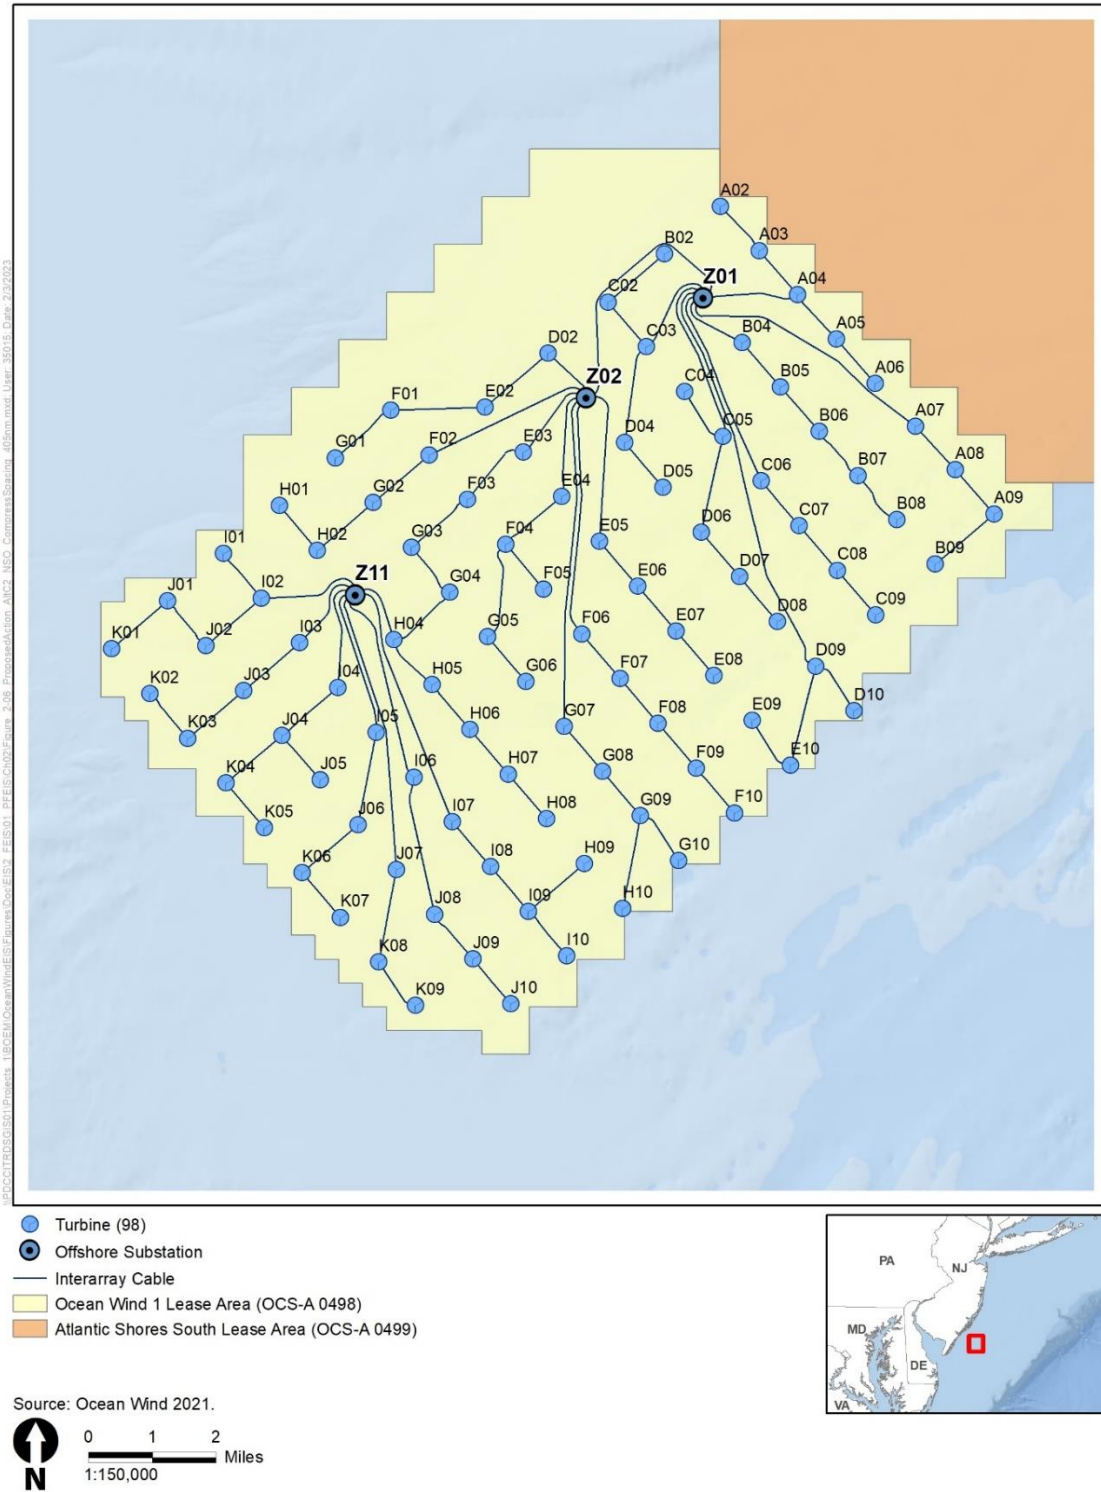 A02
A03
B02
Z01
A04
C02
A05
C03
B04
D02
Z02
C04
B05
A06
F01
E02
D04
C05
B06
A07
G01
F02
E03
D05
C06
B07
A08
H01
G02
F03
E04
B08
A09
I01
H02
G03
F04
E05
D06
C07
B09
J01
I02
Z11
G04
F05
E06
D07
C08
K01
J02
I03
H04
G05
F06
E07
D08
C09
K02
J03
I04
H05
G06
F07
E08
D09
K03
J04
I05
H06
G07
F08
E09
D10
K04
J05
I06
H07
G08
F09
E10
K05
J06
I07
H08
G09
F10
K06
J07
I08
H09
G10
K07
J08
I09
H10
K08
J09
I10
K09
J10
Turbine (98)
Offshore Substation
Interarray Cable
Ocean Wind 1 Lease Area (OCS-A 0498)
Atlantic Shores South Lease Area (OCS-A 0499)
PA
NJ
MD
DE
VA
Source: Ocean Wind 2021.
0 1 2
Miles
1:150,000
N